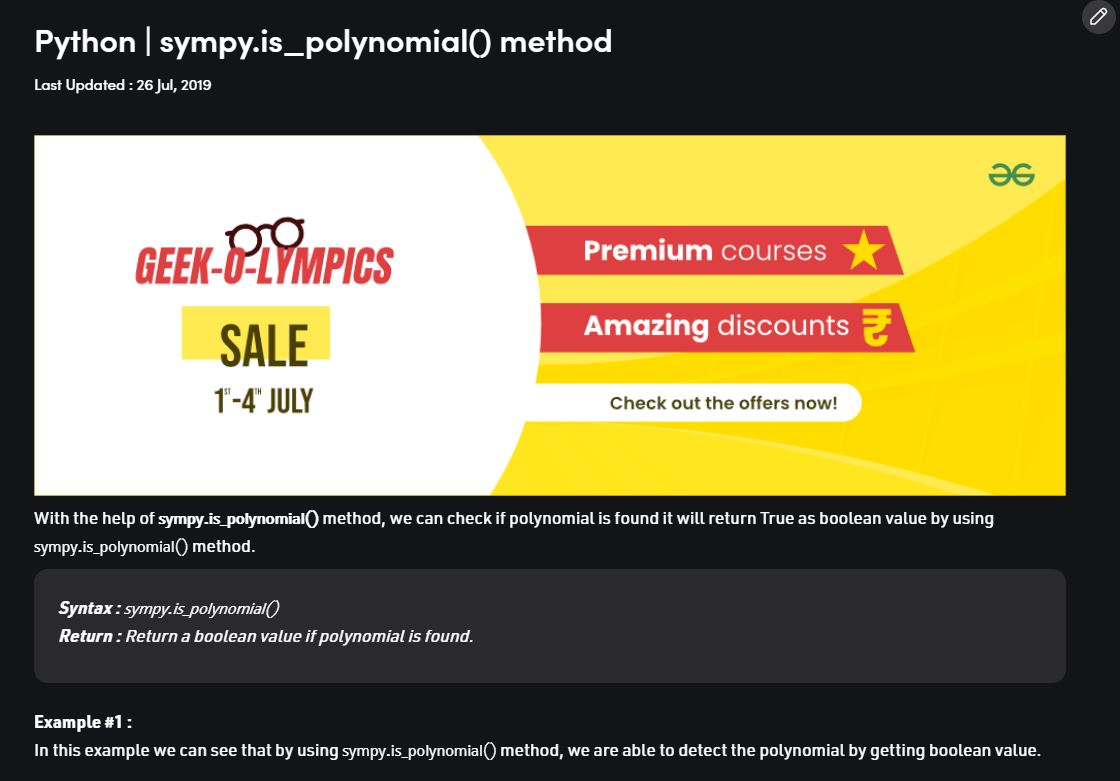 Python | sympy.is_polynomial() method
Last Updated : 26 Jul, 2019
GEEK-O-LYMPICS
SALE
1ST-4TH JULY
Premium courses
Amazing discounts
Check out the offers now!
With the help of sympy.is_polynomial() method, we can check if polynomial is found it will return True as boolean value by using
sympy.is_polynomial() method.
Syntax : sympy.is_polynomial()
Return : Return a boolean value if polynomial is found.
Example #1 :
In this example we can see that by using sympy.is_polynomial() method, we are able to detect the polynomial by getting boolean value.